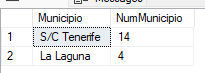 Messages
Municipio NumMunicipio
1 S/C Tenerife 14
2 La Laguna 4